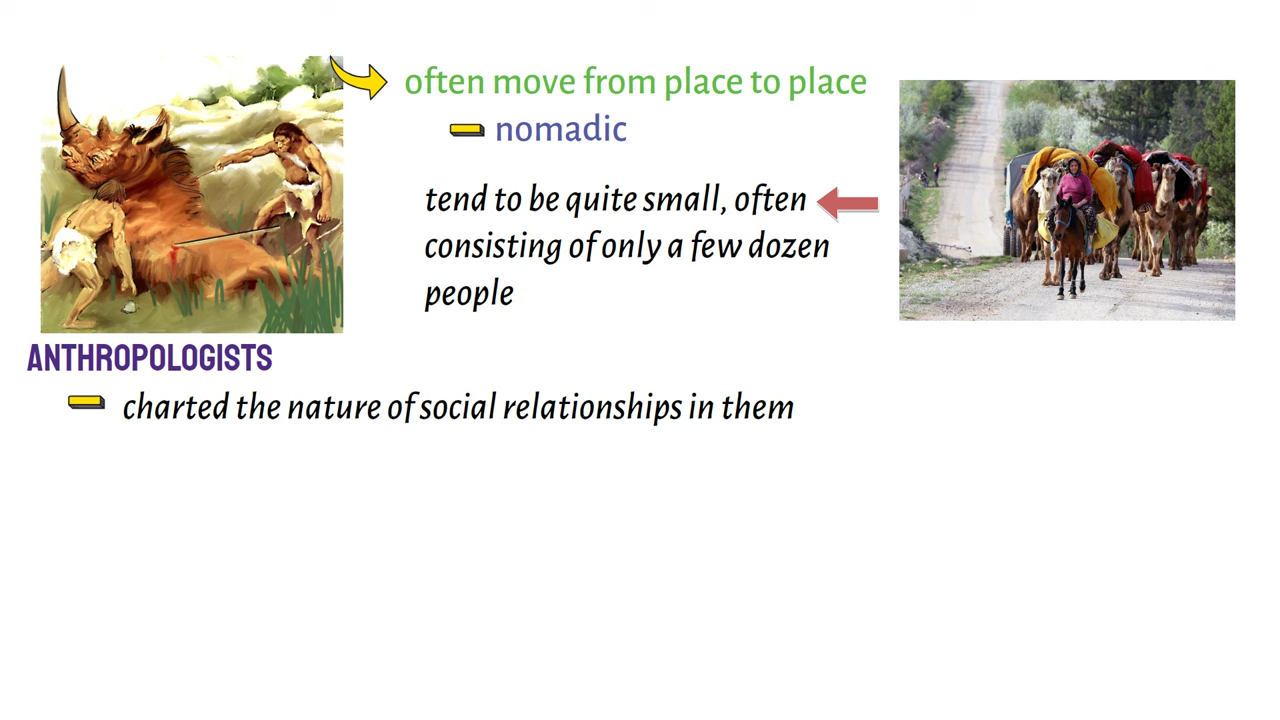 often move from place to place
nomadic
tend to be quite small, often
consisting of only a few dozen
people
ANTHROPOLOGISTS
charted the nature of social relationships in them